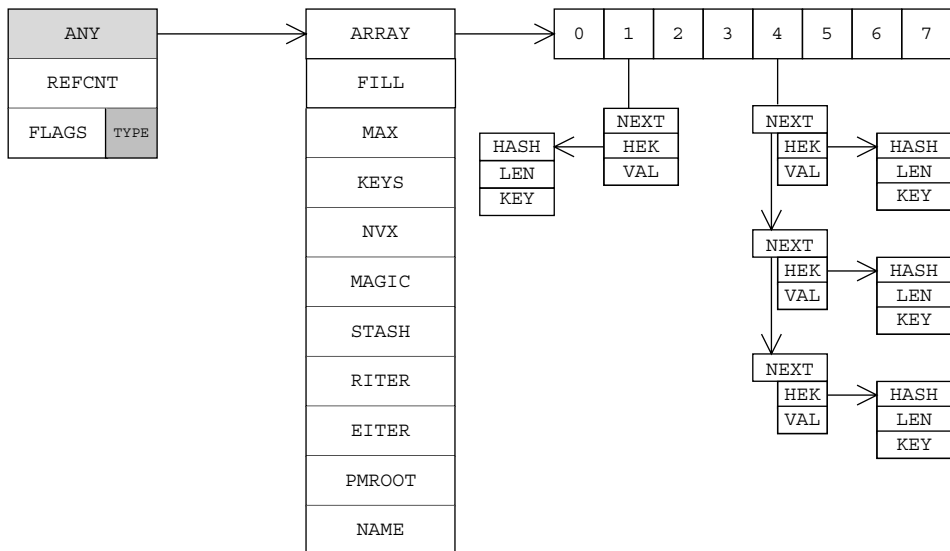 ANY
REFCNT
FLAGS TYPE
ARRAY
FILL
MAX
KEYS
NVX
MAGIC
STASH
RITER
EITER
PMROOT
NAME
0 1 2 3 4 5 6 7
NEXT
HEK
VAL
HASH
LEN
KEY
NEXT
HEK
VAL
HASH
LEN
KEY
NEXT
HEK
VAL
HASH
LEN
KEY
NEXT
HEK
VAL
HASH
LEN
KEY